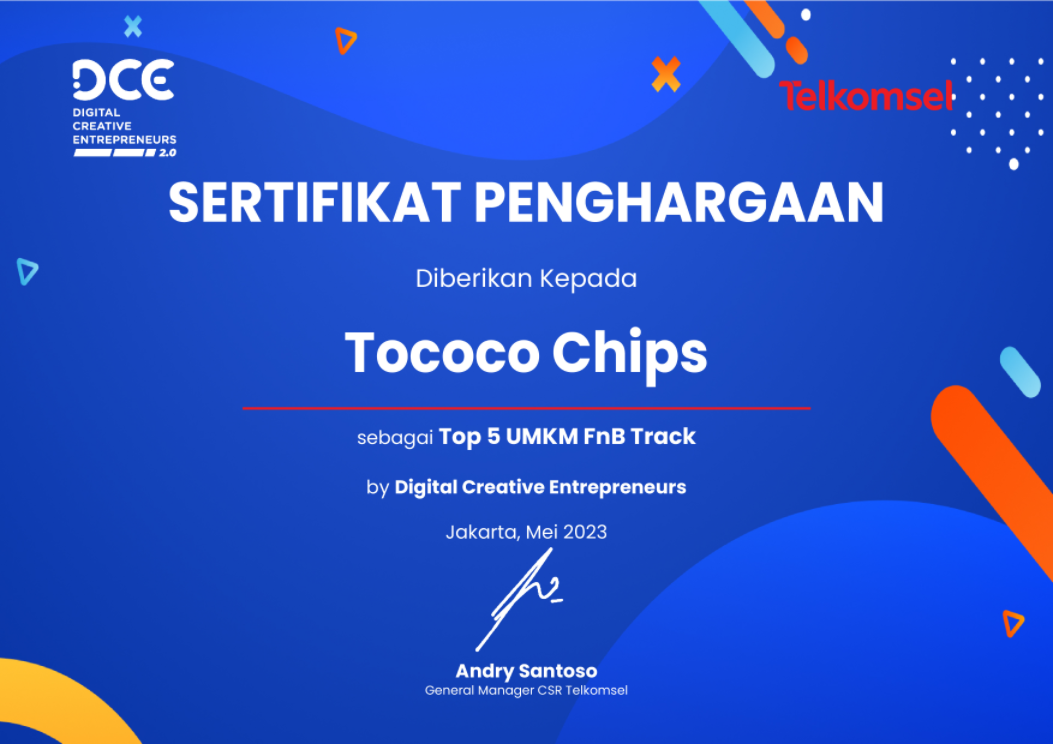 DCE
DIGITAL
CREATIVE
ENTREPRENEURS
2.0
Telkomsel
SERTIFIKAT PENGHARGAAN
Diberikan Kepada
Tococo Chips
sebagai Top 5 UMKM FnB Track
by Digital Creative Entrepreneurs
Jakarta, Mei 2023
Andry Santoso
General Manager CSR Telkomsel